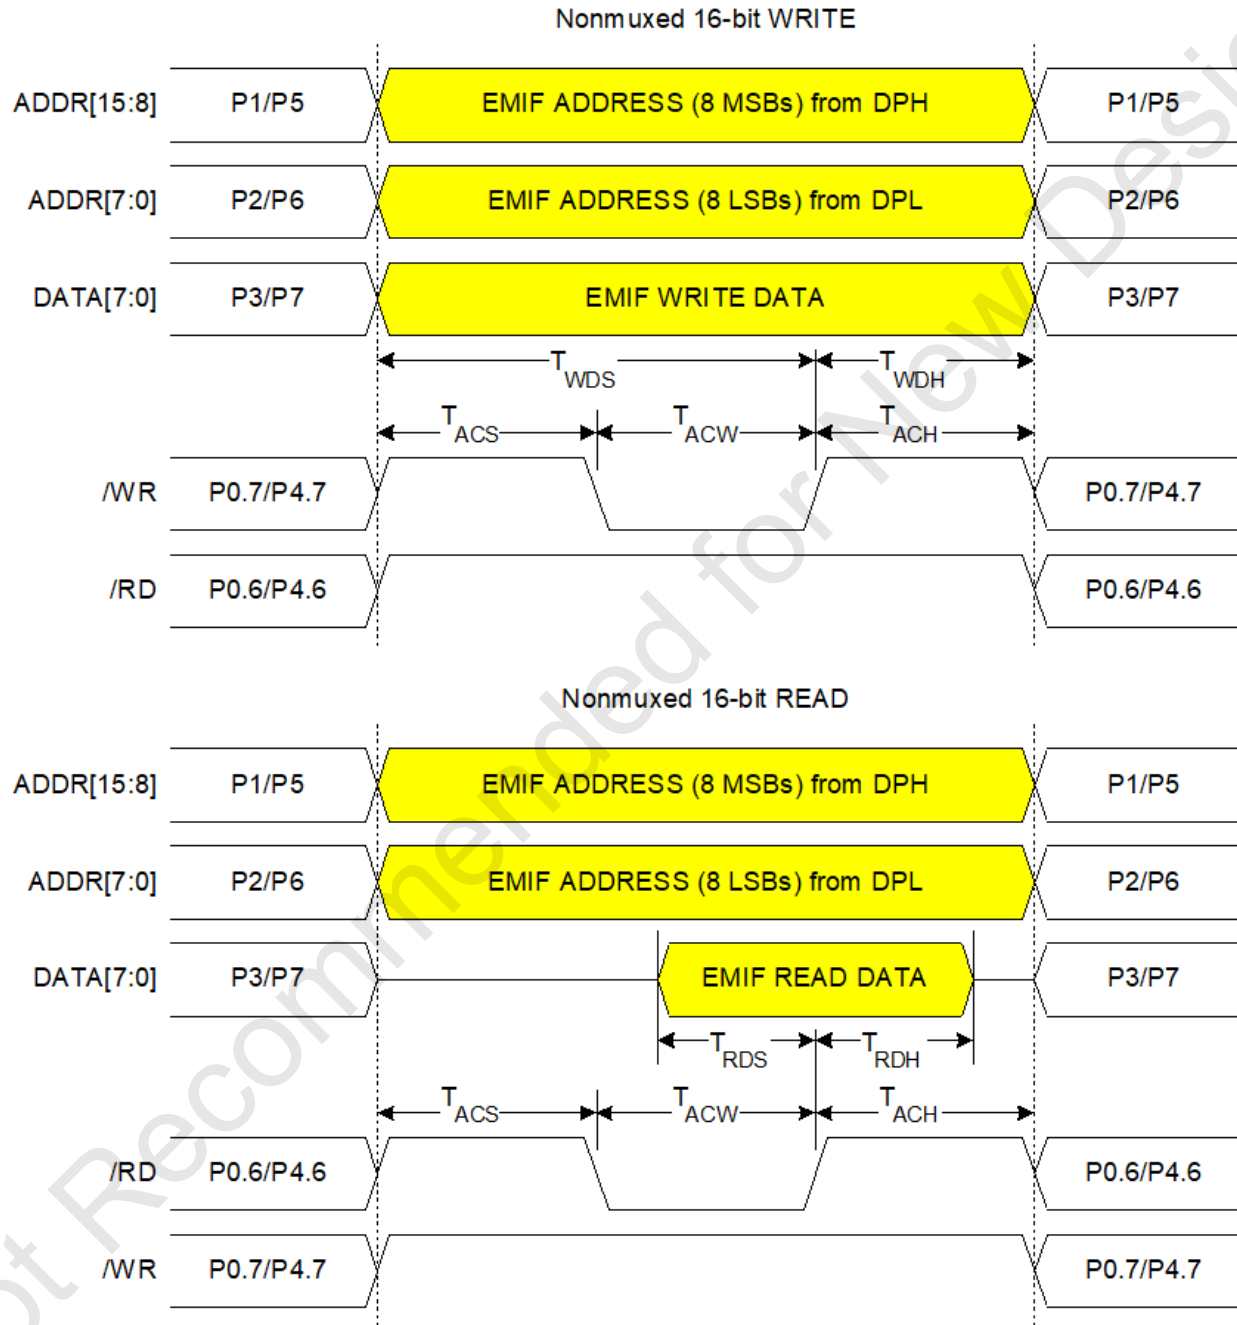 Nonmuxed 16-bit WRITE
ADDR[15:8] P1/P5 EMIF ADDRESS (8 MSBs) from DPH P1/P5
ADDR[7:0] P2/P6 EMIF ADDRESS (8 LSBs) from DPL P2/P6
DATA[7:0] P3/P7 EMIF WRITE DATA P3/P7
TWDS TWDH
TACS TACW TACH
/WR P0.7/P4.7 P0.7/P4.7
/RD P0.6/P4.6 P0.6/P4.6
Nonmuxed 16-bit READ
ADDR[15:8] P1/P5 EMIF ADDRESS (8 MSBs) from DPH P1/P5
ADDR[7:0] P2/P6 EMIF ADDRESS (8 LSBs) from DPL P2/P6
DATA[7:0] P3/P7 EMIF READ DATA P3/P7
TRDS TRDH
TACS TACW TACH
/RD P0.6/P4.6 P0.6/P4.6
/WR P0.7/P4.7 P0.7/P4.7
Recommended for New